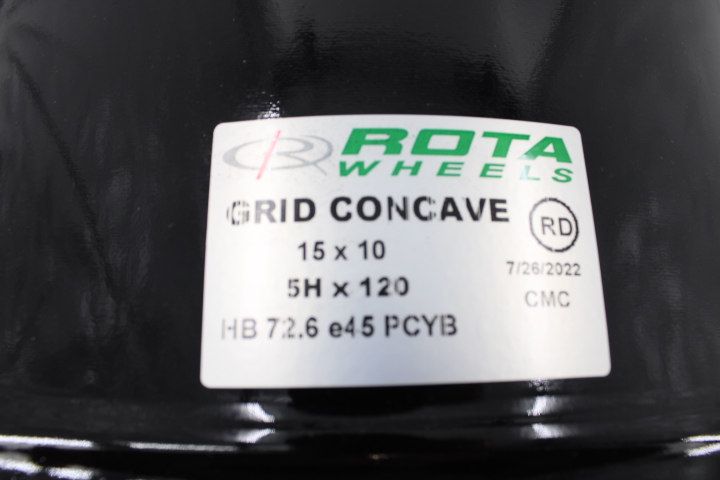 ROTA
WHEELS
GRID CONCAVE
RD
15 x 10
7/26/2022
5H x 120
CMC
HB 72.6 e45 PCYB